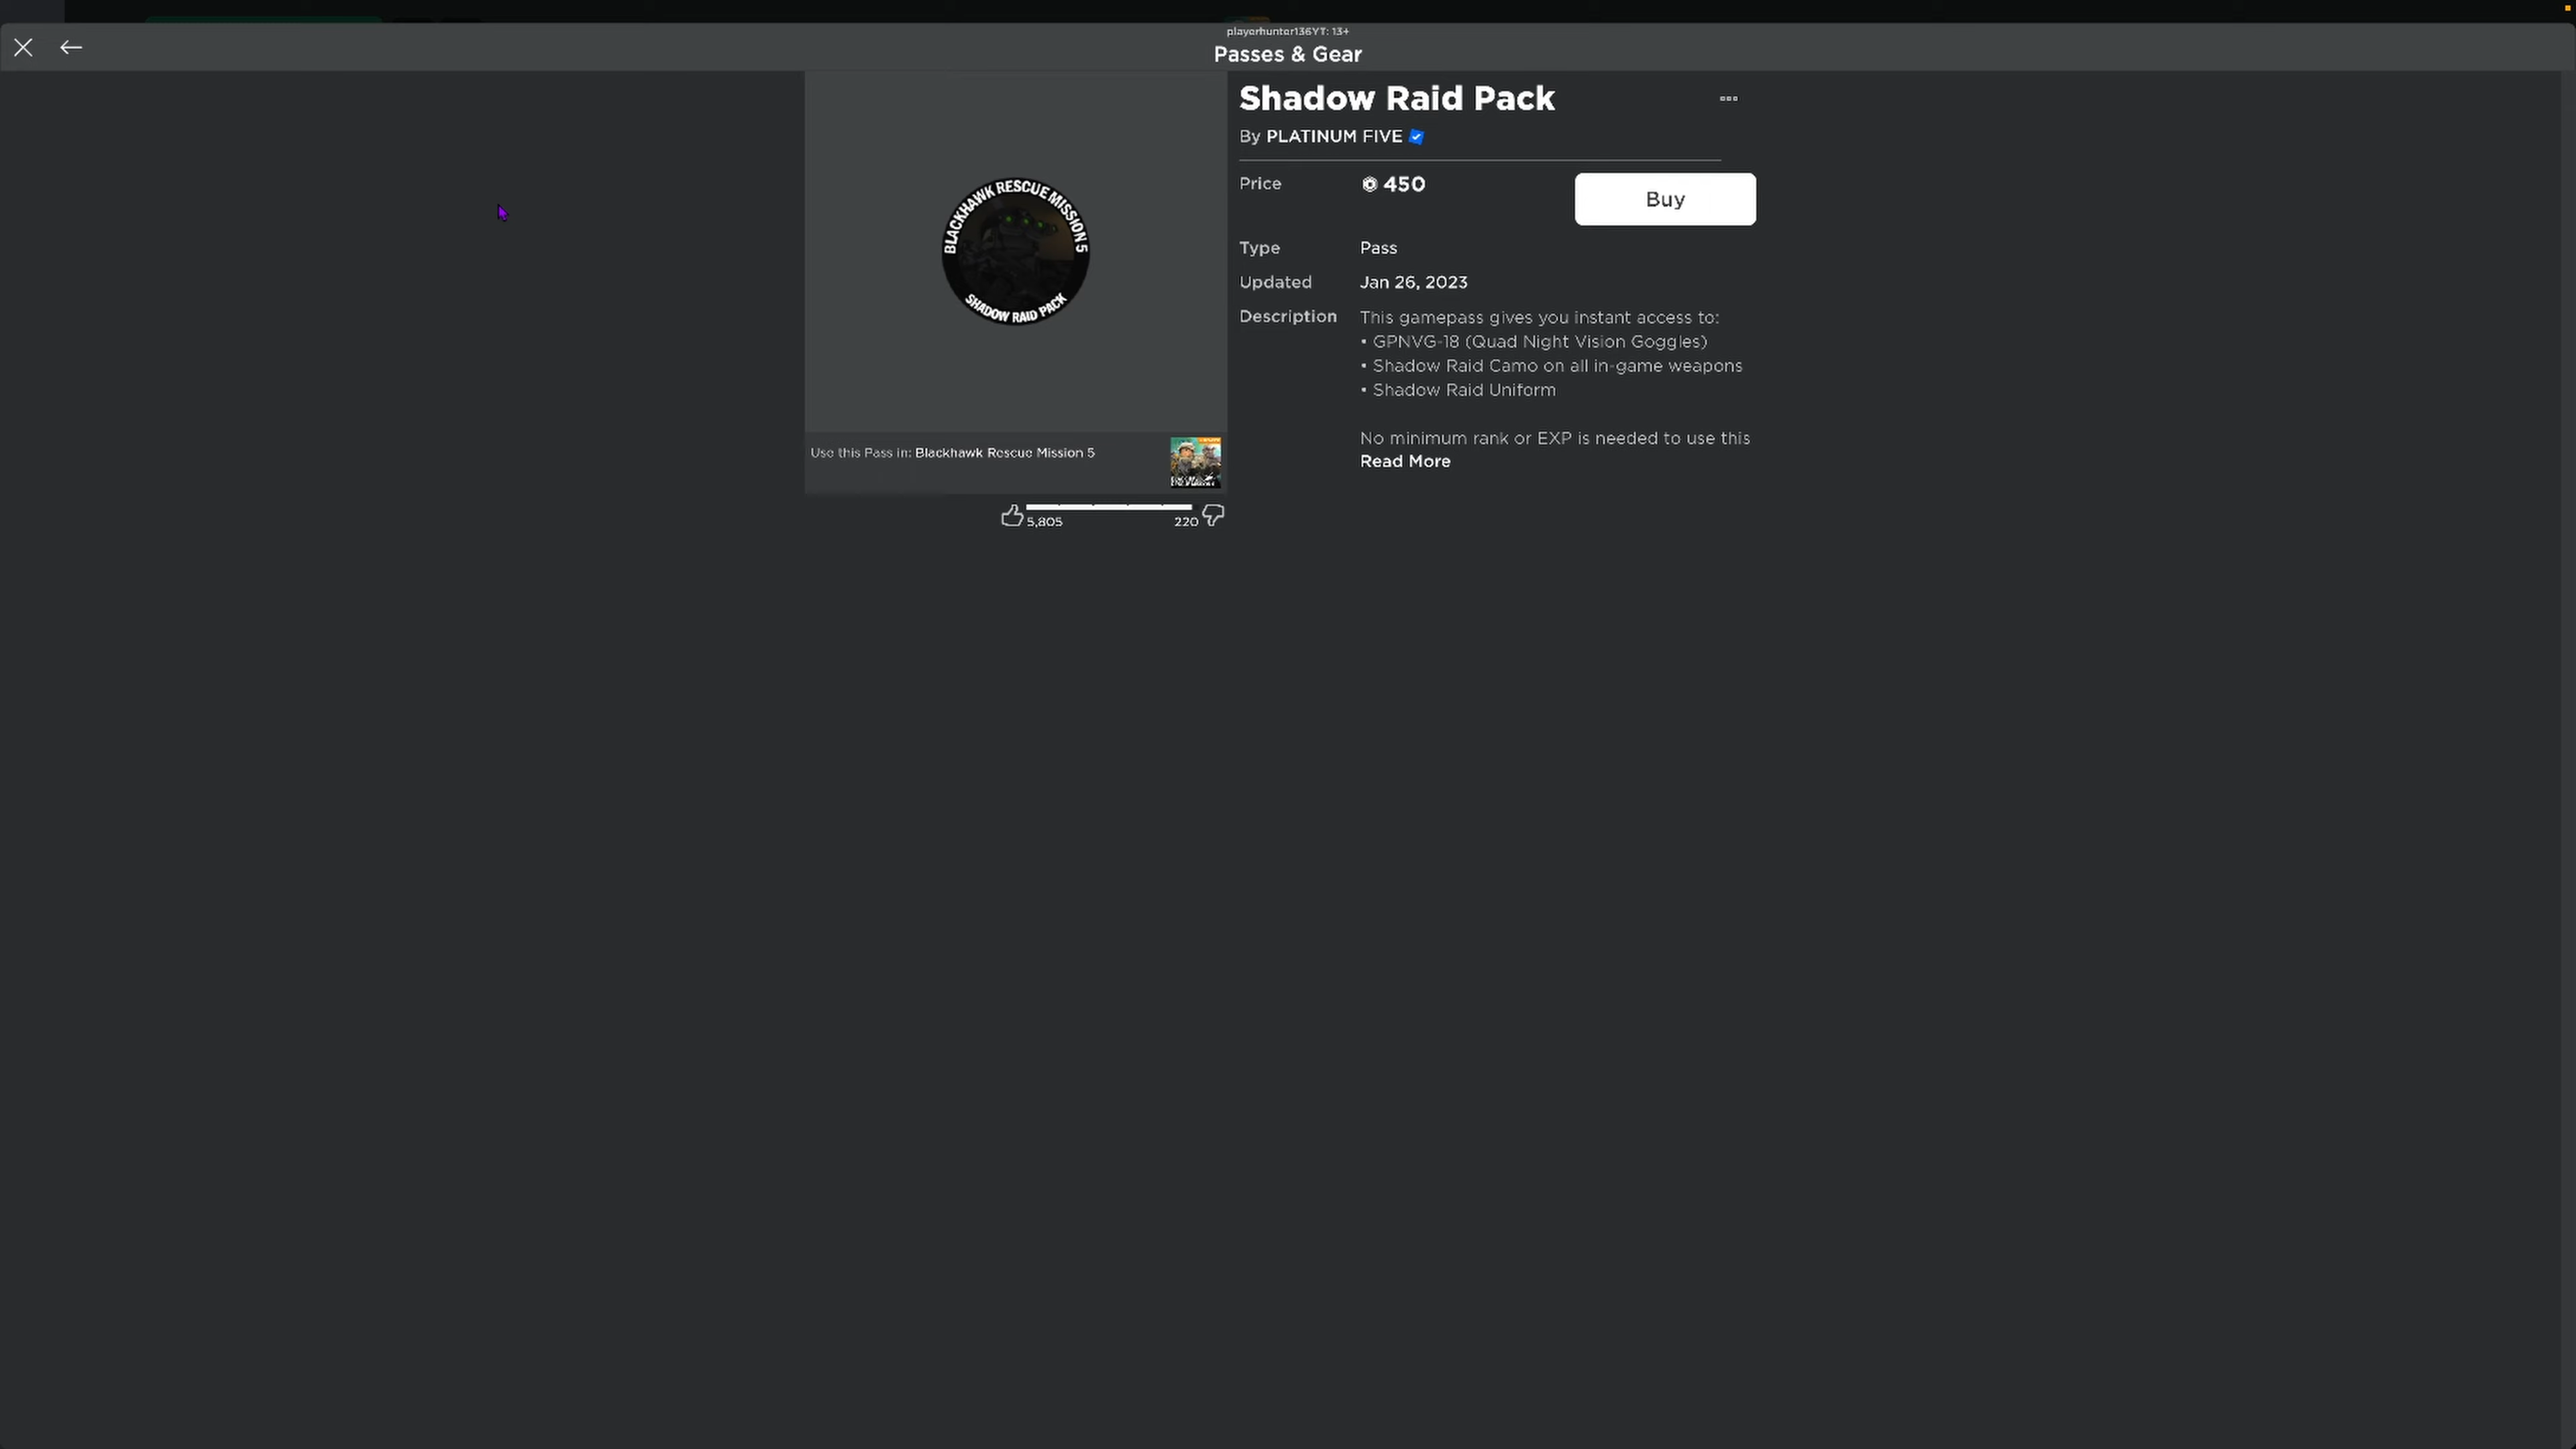 playerhunter136YT: 13+
Passes & Gear
Shadow Raid Pack
By PLATINUM FIVE
Price 450
Buy
Type Pass
Updated Jan 26, 2023
Description This gamepass gives you instant access to:
• GPNVG-18 (Quad Night Vision Goggles)
• Shadow Raid Camo on all in-game weapons
• Shadow Raid Uniform
No minimum rank or EXP is needed to use this
Read More
BLACKHAWK RESCUE MISSION 5
SHADOW RAID PACK
Use this Pass in: Blackhawk Rescue Mission 5
5,805
220